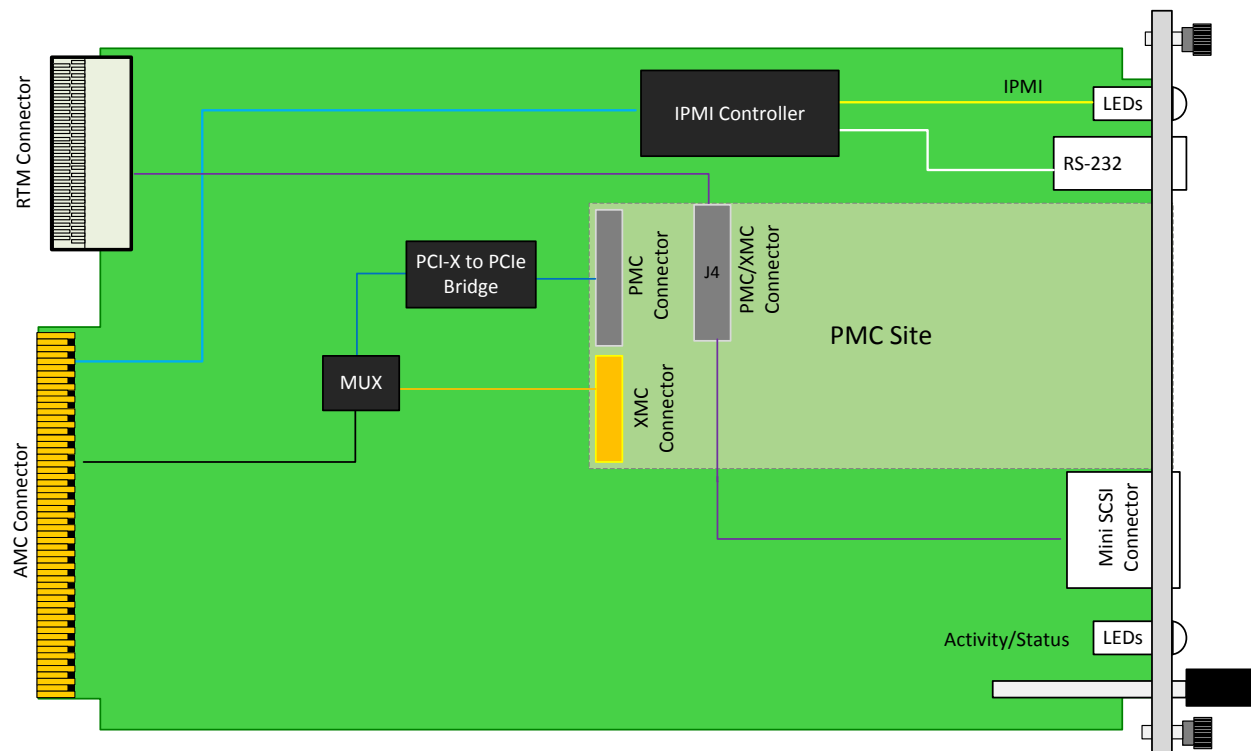 RTM Connector
IPMI Controller
IPMI
LEDs
RS-232
PCI-X to PCIe
Bridge
PMC
Connector
J4
PMC/XMC
Connector
PMC Site
MUX
XMC
Connector
AMC Connector
Mini SCSI
Connector
Activity/Status
LEDs